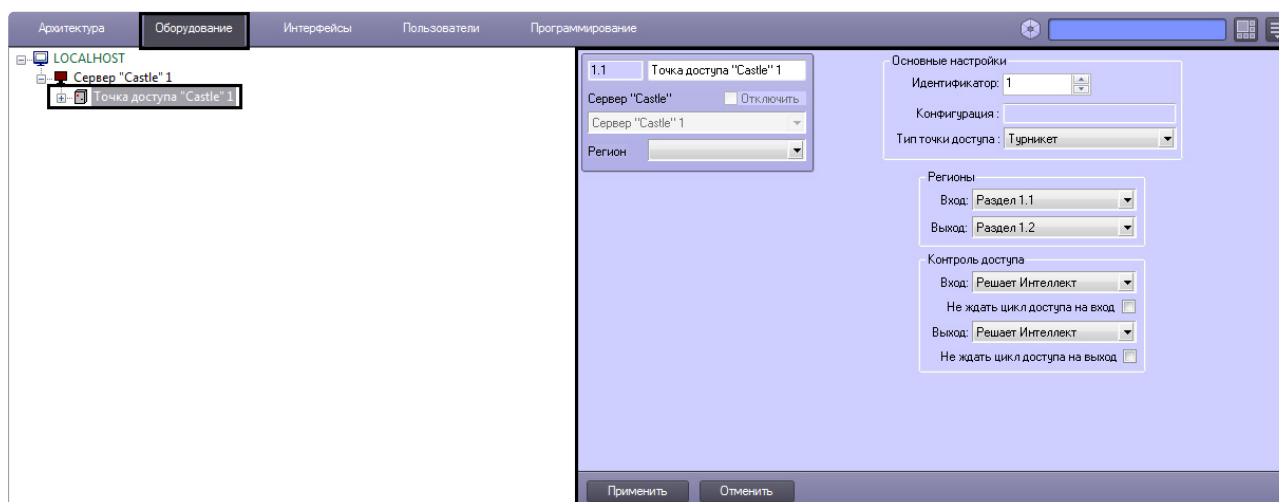 Архитектура Оборудование Интерфейсы Пользователи Программирование
LOCALHOST
Сервер "Castle" 1
Точка доступа "Castle" 1
1.1 Точка доступа "Castle" 1
Сервер "Castle" Отключить
Сервер "Castle" 1
Регион
Основные настройки
Идентификатор: 1
Конфигурация :
Тип точки доступа : Турникет
Регионы
Вход: Раздел 1.1
Выход: Раздел 1.2
Контроль доступа
Вход: Решает Интеллект
Не ждать цикл доступа на вход
Выход: Решает Интеллект
Не ждать цикл доступа на выход
Применить Отменить